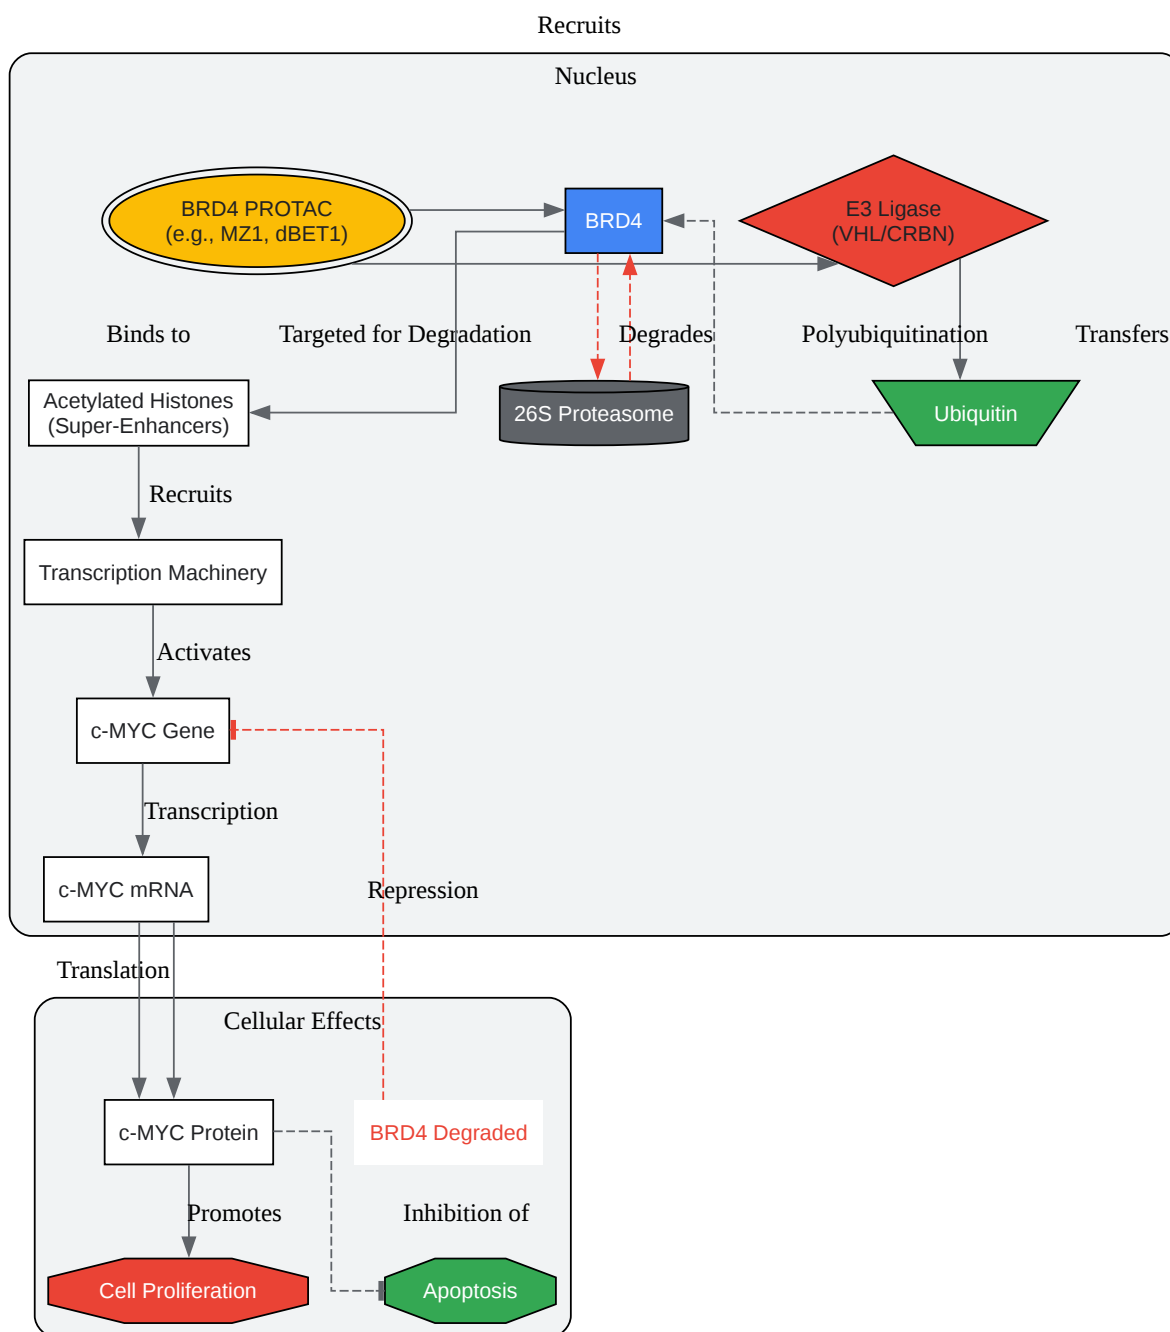 Recruits
Nucleus
BRD4 PROTAC
(e.g., MZ1, dBET1)
BRD4
E3 Ligase
(VHL/CRBN)
Binds to
Targeted for Degradation
Degrades
Polyubiquitination
Transfers
Acetylated Histones
(Super-Enhancers)
26S Proteasome
Ubiquitin
Recruits
Transcription Machinery
Activates
c-MYC Gene
Transcription
c-MYC mRNA
Repression
Translation
Cellular Effects
c-MYC Protein
BRD4 Degraded
Promotes
Inhibition of
Cell Proliferation
Apoptosis